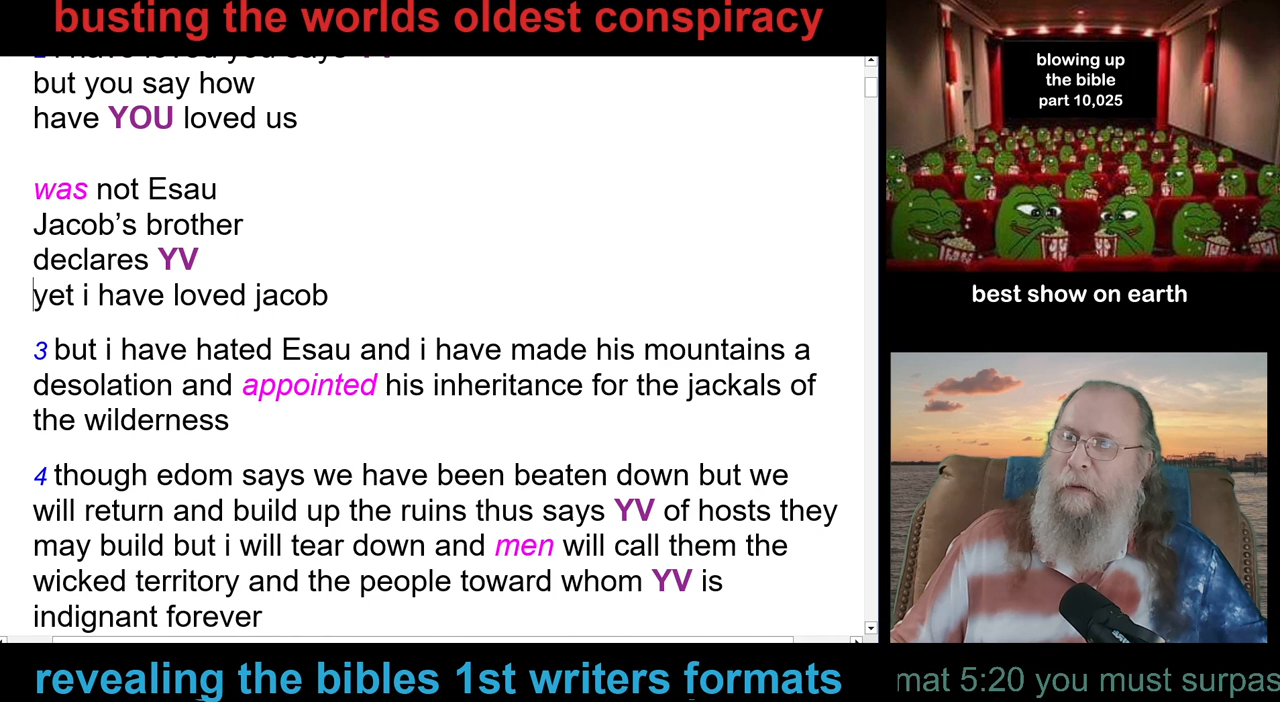 busting the worlds oldest conspiracy
but you say how
have YOU loved us
was not Esau
Jacob’s brother
declares YV
yet i have loved jacob
3 but i have hated Esau and i have made his mountains a
desolation and appointed his inheritance for the jackals of
the wilderness
4 though edom says we have been beaten down but we
will return and build up the ruins thus says YV of hosts they
may build but i will tear down and men will call them the
wicked territory and the people toward whom YV is
indignant forever
revealing the bibles 1st writers formats
blowing up
the bible
part 10,025
best show on earth
mat 5:20 you must surpas